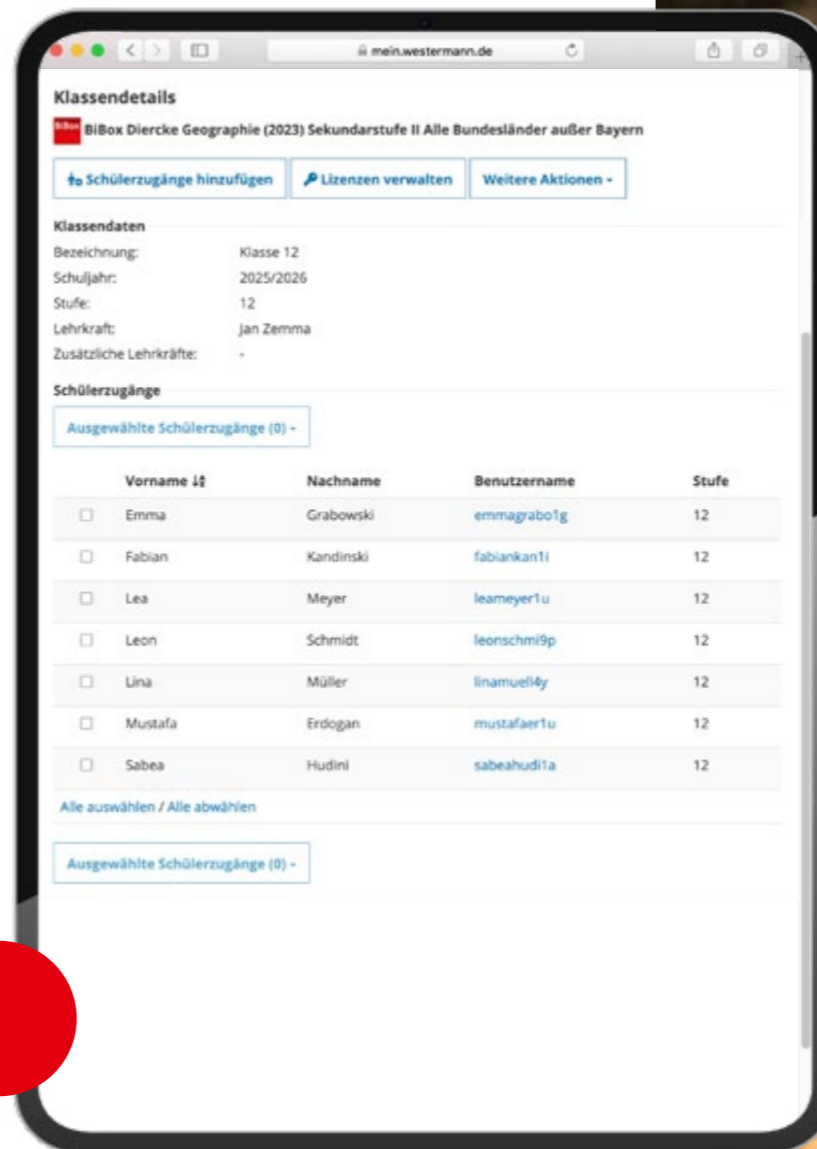 mein.westermann.de
Klassendetails
BiBox BiBox Diercke Geographie (2023) Sekundarstufe II Alle Bundesländer außer Bayern
Schülerzugänge hinzufügen Lizenzen verwalten Weitere Aktionen
Klassendaten
Bezeichnung: Klasse 12
Schuljahr: 2025/2026
Stufe: 12
Lehrkraft: Jan Zemma
Zusätzliche Lehrkräfte: -
Schülerzugänge
Ausgewählte Schülerzugänge (0)
Vorname Nachname Benutzername Stufe
Emma Grabowski emmagrabo1g 12
Fabian Kandinski fabiankan1i 12
Lea Meyer leameyer1u 12
Leon Schmidt leonschmi9p 12
Lina Müller linamuell4y 12
Mustafa Erdogan mustafaer1u 12
Sabea Hudini sabeahudi1a 12
Alle auswählen / Alle abwählen
Ausgewählte Schülerzugänge (0)